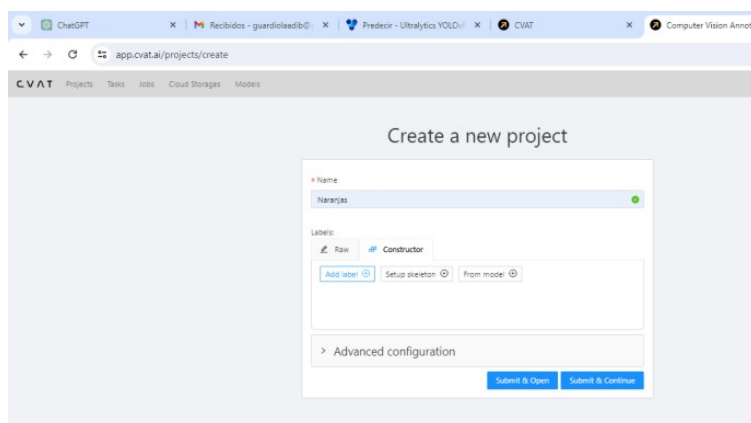 ChatGPT
Recibidos - guardiolaadib@
Predecir - Ultralytics YOLOv
CVAT
Computer Vision Annot
app.cvat.ai/projects/create
CVAT Projects Tasks Jobs Cloud Storages Models
Create a new project
* Name
Naranjas
Labels:
Raw Constructor
Add label Setup skeleton From model
> Advanced configuration
Submit & Open Submit & Continue